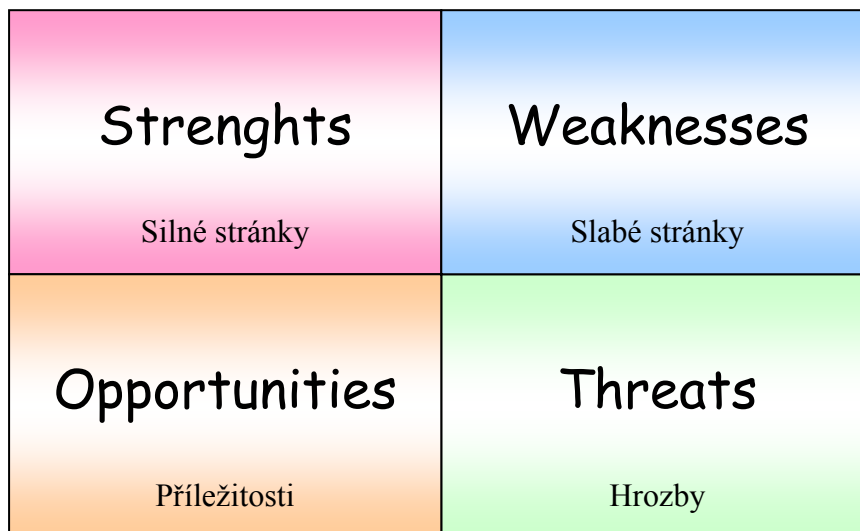 Strenghts
Silné stránky
Weaknesses
Slabé stránky
Opportunities
Příležitosti
Threats
Hrozby